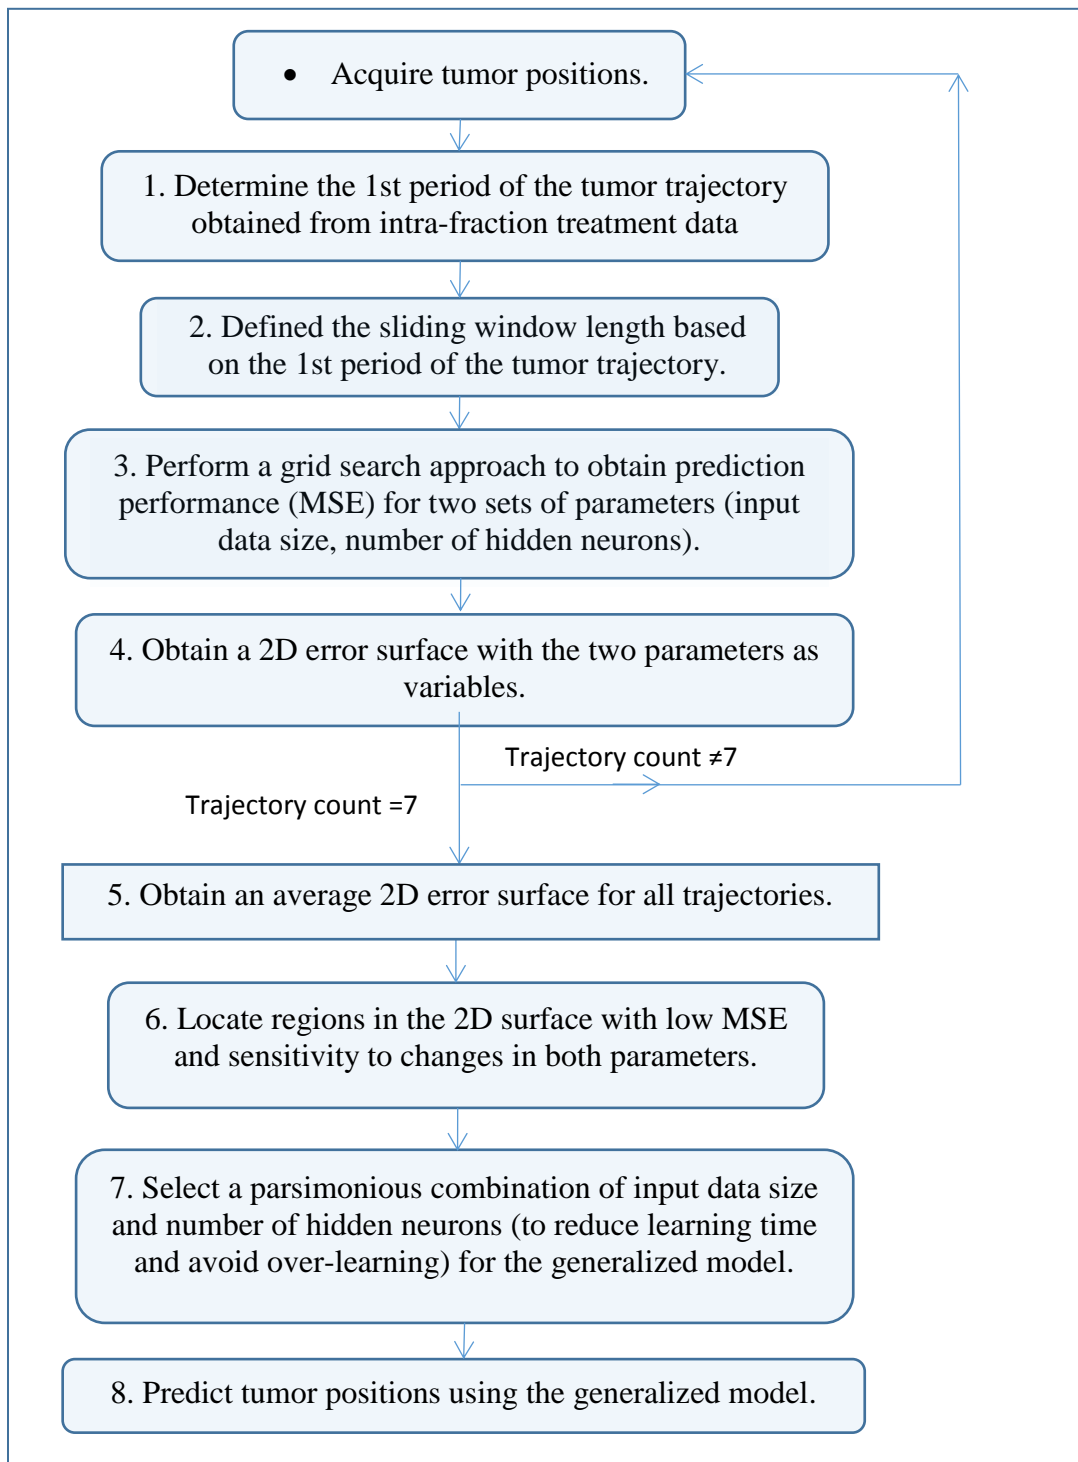 • Acquire tumor positions.
1. Determine the 1st period of the tumor trajectory
obtained from intra-fraction treatment data
2. Defined the sliding window length based
on the 1st period of the tumor trajectory.
3. Perform a grid search approach to obtain prediction
performance (MSE) for two sets of parameters (input
data size, number of hidden neurons).
4. Obtain a 2D error surface with the two parameters as
variables.
Trajectory count ≠7
Trajectory count =7
5. Obtain an average 2D error surface for all trajectories.
6. Locate regions in the 2D surface with low MSE
and sensitivity to changes in both parameters.
7. Select a parsimonious combination of input data size
and number of hidden neurons (to reduce learning time
and avoid over-learning) for the generalized model.
8. Predict tumor positions using the generalized model.